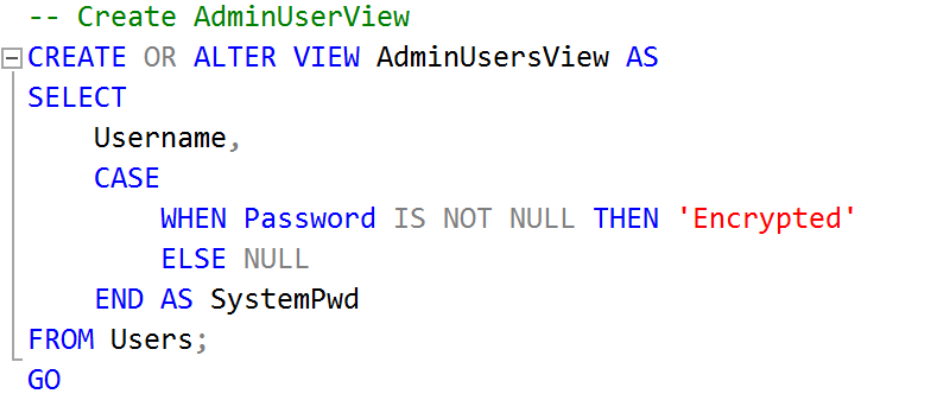 -- Create AdminUserView
CREATE OR ALTER VIEW AdminUsersView AS
SELECT
    Username,
    CASE
        WHEN Password IS NOT NULL THEN 'Encrypted'
        ELSE NULL
    END AS SystemPwd
FROM Users;
GO